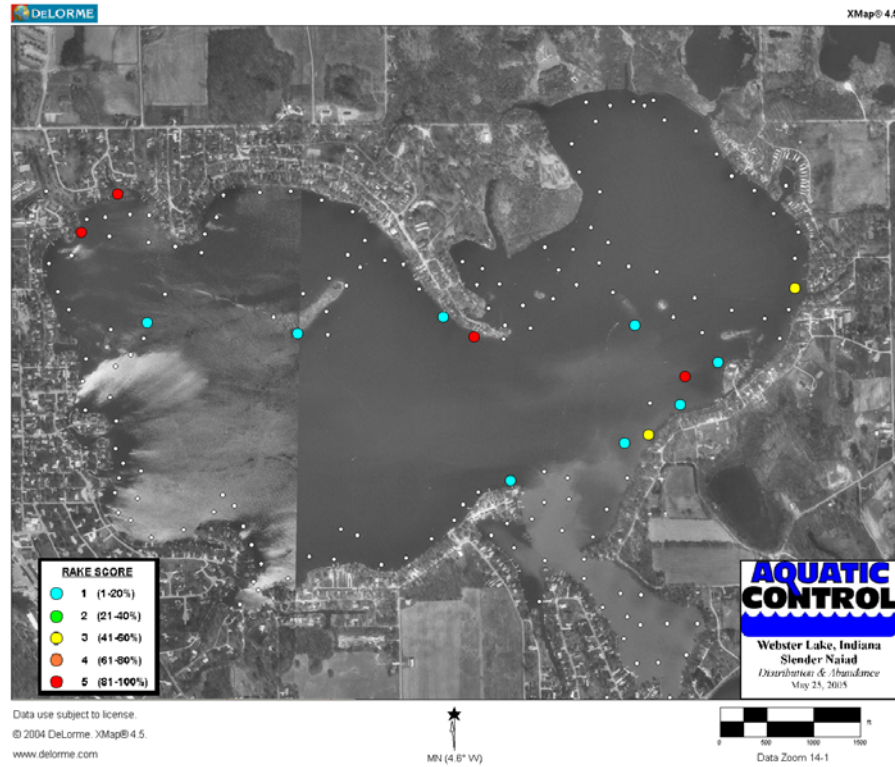 DELORME
XMap® 4.5
RAKE SCORE
1 (1-20%)
2 (21-40%)
3 (41-60%)
4 (61-80%)
5 (81-100%)
AQUATIC
CONTROL
Webster Lake, Indiana
Slender Naiad
Distribution & Abundance
May 25, 2005
Data use subject to license.
© 2004 DeLorme. XMap® 4.5.
www.delorme.com
MN (4.6° W)
ft
0 500 1000 1500
Data Zoom 14-1